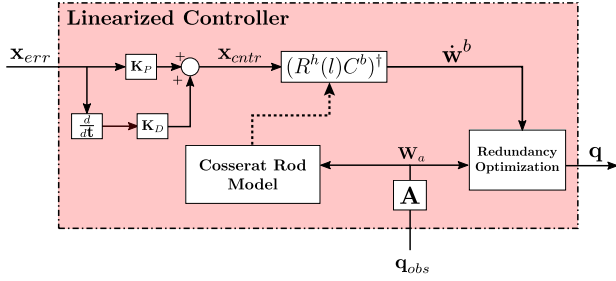 Linearized Controller
x_err
K_P
+
+
x_cntr
(R^h(l)C^b)^†
ẇ^b
d/dt
K_D
Cosserat Rod
Model
w_a
Redundancy
Optimization
q
A
q_obs